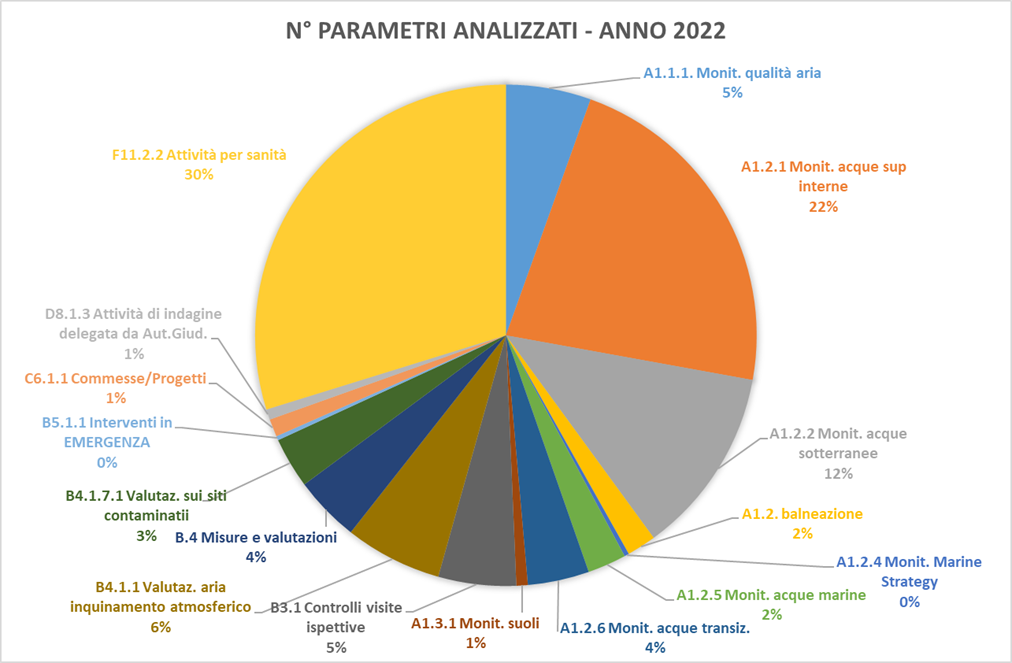 N° PARAMETRI ANALIZZATI - ANNO 2022
A1.1.1. Monit. qualità aria
5%
A1.2.1 Monit. acque sup
interne
22%
A1.2.2 Monit. acque
sotterranee
12%
A1.2. balneazione
2%
A1.2.4 Monit. Marine
Strategy
0%
A1.2.5 Monit. acque marine
2%
A1.2.6 Monit. acque transiz.
4%
A1.3.1 Monit. suoli
1%
B3.1 Controlli visite
ispettive
5%
B4.1.1 Valutaz. aria
inquinamento atmosferico
6%
B.4 Misure e valutazioni
4%
B4.1.7.1 Valutaz. sui siti
contaminatii
3%
B5.1.1 Interventi in
EMERGENZA
0%
C6.1.1 Commesse/Progetti
1%
D8.1.3 Attività di indagine
delegata da Aut.Giud.
1%
F11.2.2 Attività per sanità
30%